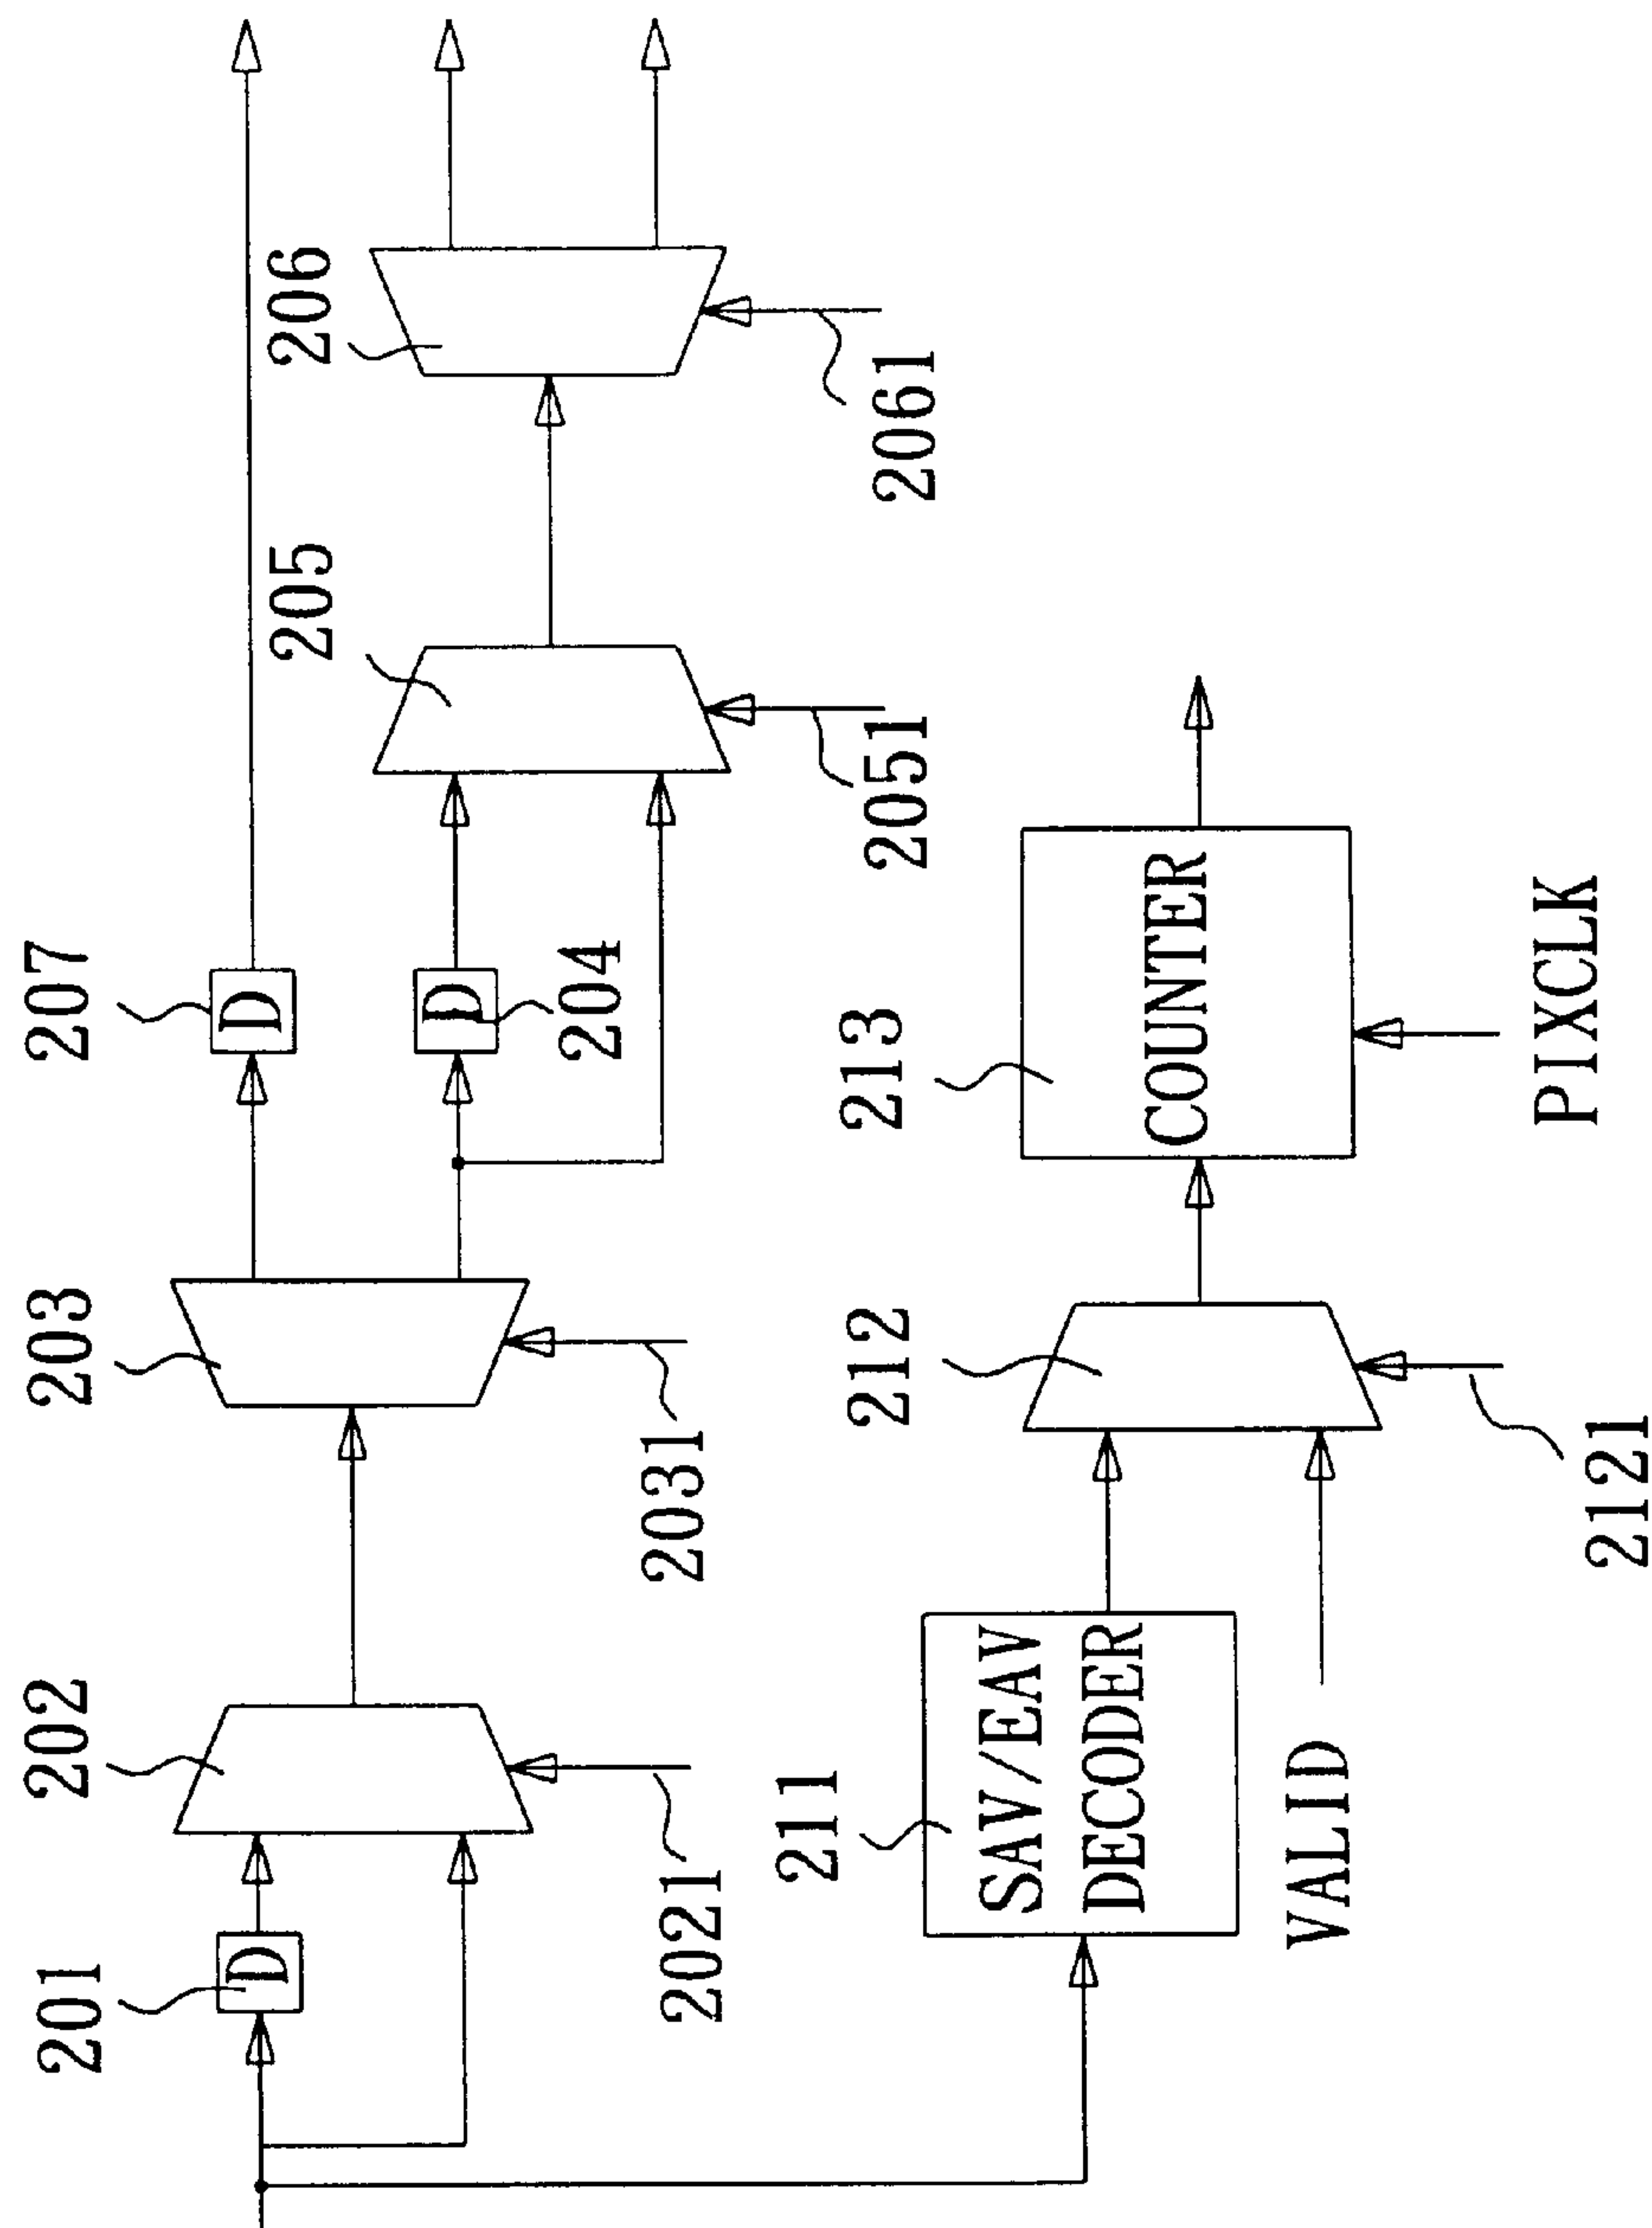 201
D
202
2021
203
2031
207
D
D
204
205
2051
206
2061
211
SAV/EAV
DECODER
VALID
212
2121
213
COUNTER
PIXCLK